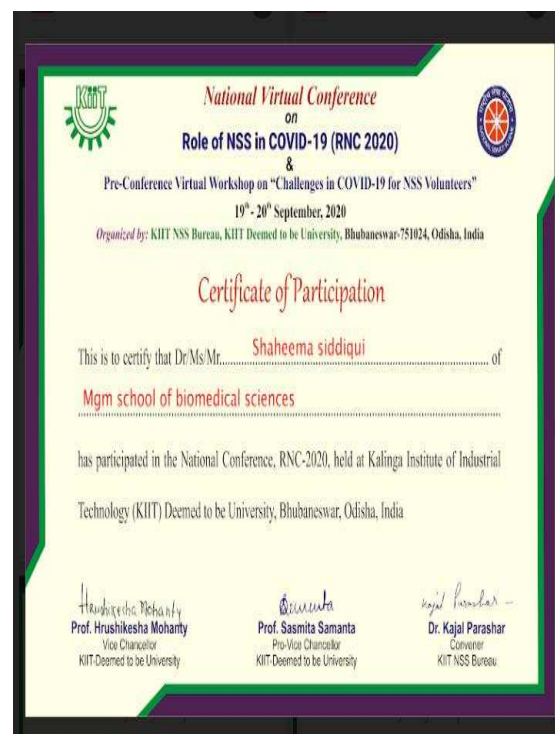 KIIT
National Virtual Conference
on
Role of NSS in COVID-19 (RNC 2020)
&
Pre-Conference Virtual Workshop on “Challenges in COVID-19 for NSS Volunteers”
19th - 20th September, 2020
Organized by: KIIT NSS Bureau, KIIT Deemed to be University, Bhubaneswar-751024, Odisha, India
Certificate of Participation
This is to certify that Dr/Ms/Mr. Shaheema siddiqui of
Mgm school of biomedical sciences
has participated in the National Conference, RNC-2020, held at Kalinga Institute of Industrial
Technology (KIIT) Deemed to be University, Bhubaneswar, Odisha, India
Hrushikesha Mohanty
Kajal Parashar
Prof. Hrushikesha Mohanty
Vice Chancellor
KIIT-Deemed to be University
Prof. Sasmita Samanta
Pro-Vice Chancellor
KIIT-Deemed to be University
Dr. Kajal Parashar
Convener
KIIT NSS Bureau